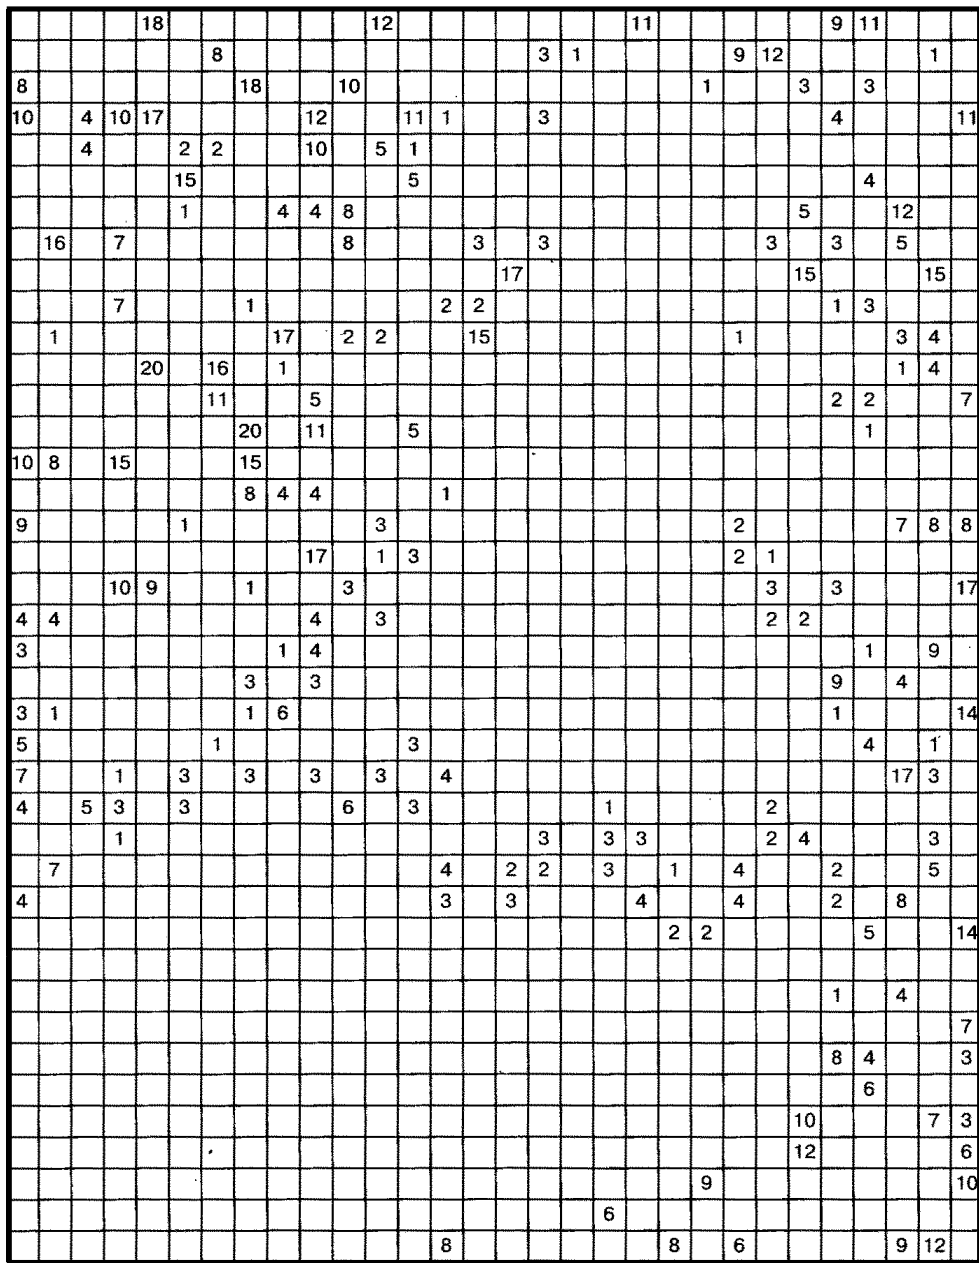 18 12 11 9 11
8 3 1 9 12 1
8 18 10 1 3 3
10 4 10 17 12 11 1 3 4 11
4 2 2 10 5 1
15 5 4
1 4 4 8 5 12
16 7 8 3 3 3 3 5
17 15 15
7 1 2 2 1 3
1 17 2 2 15 1 3 4
20 16 1 1 4
11 5 2 2 7
20 11 5 1
10 8 15 15
8 4 4 1
9 1 3 2 7 8 8
17 1 3 2 1
10 9 1 3 3 3 17
4 4 4 3 2 2
3 1 4 1 9
3 3 9 4
3 1 1 6 1 14
5 1 3 4 1
7 1 3 3 3 3 4 17 3
4 5 3 3 6 3 1 2
1 3 3 3 2 4 3
7 4 2 2 3 1 4 2 5
4 3 3 4 4 2 8
2 2 5 14
1 4
7
8 4 3
6
10 7 3
12 6
9 10
6
8 8 6 9 12